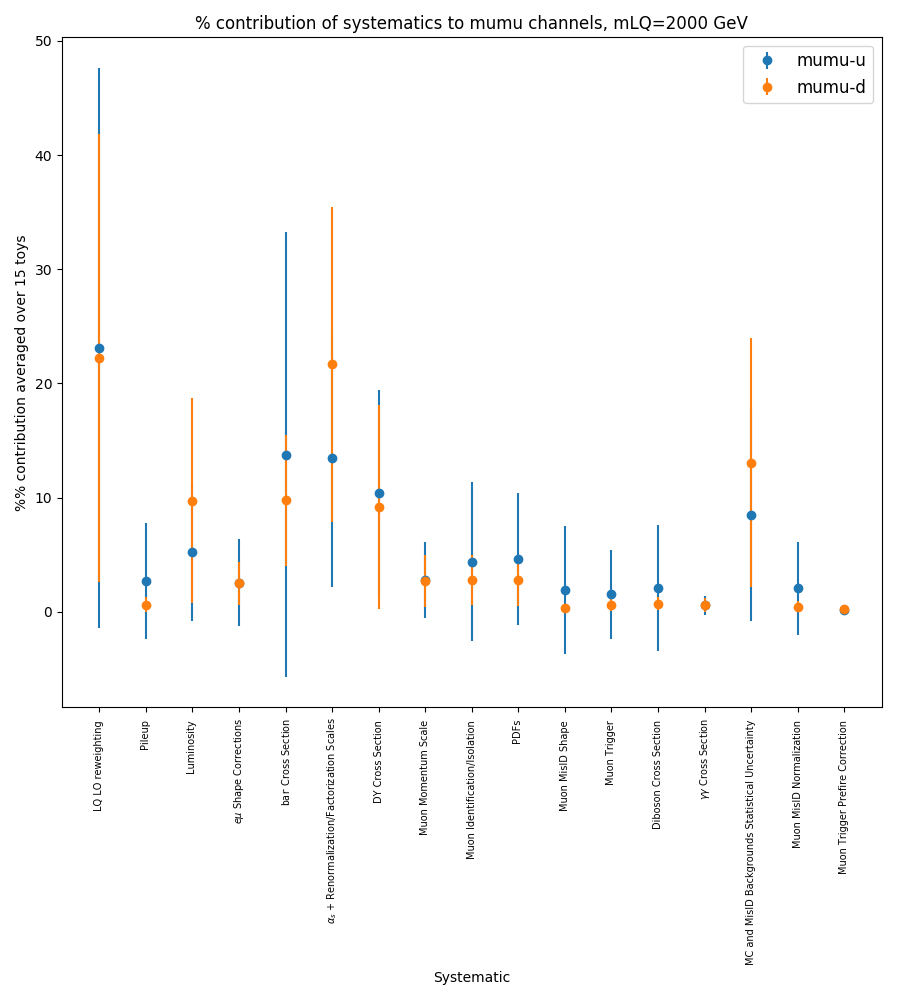 % contribution of systematics to mumu channels, mLQ=2000 GeV
mumu-u
mumu-d
%% contribution averaged over 15 toys
50
40
30
20
10
0
LQ LO reweighting
Pileup
Luminosity
eμ Shape Corrections
bar Cross Section
αs + Renormalization/Factorization Scales
DY Cross Section
Muon Momentum Scale
Muon Identification/Isolation
PDFs
Muon MisID Shape
Muon Trigger
Diboson Cross Section
γγ Cross Section
MC and MisID Backgrounds Statistical Uncertainty
Muon MisID Normalization
Muon Trigger Prefire Correction
Systematic